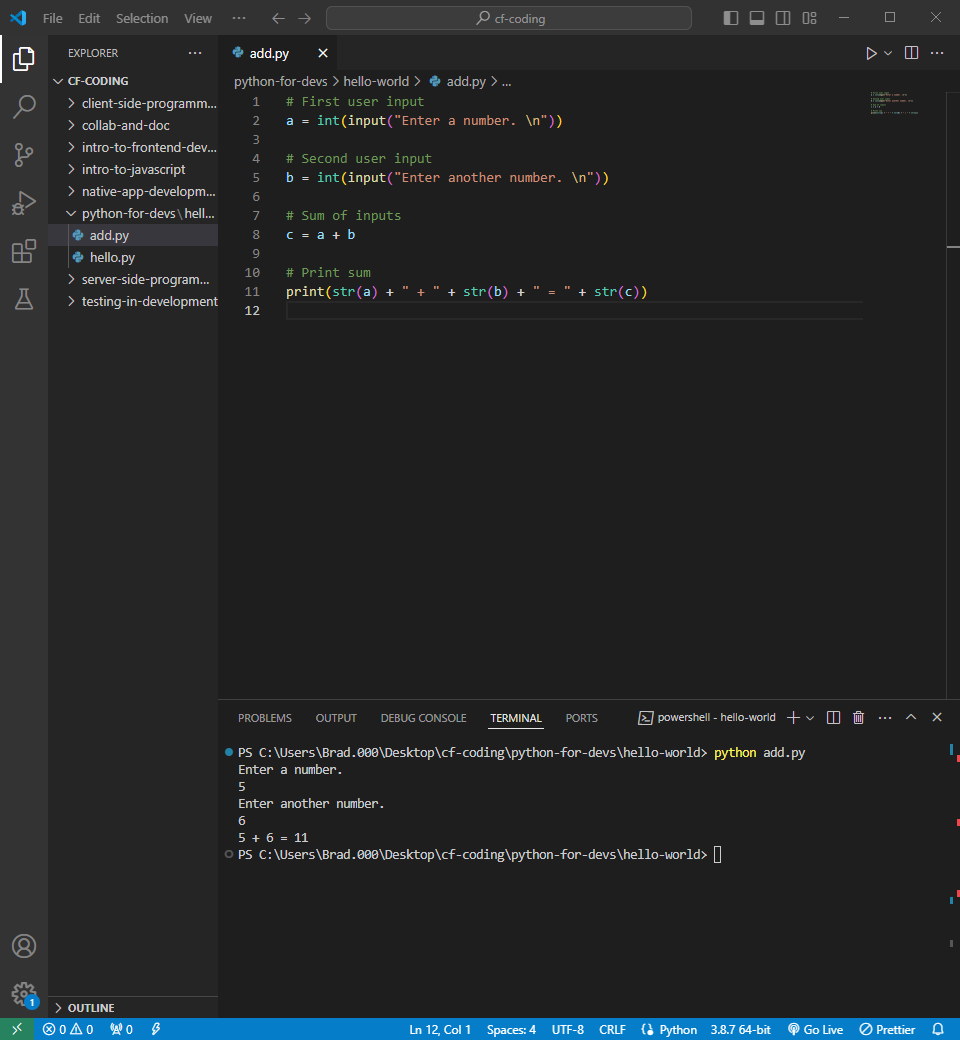 File Edit Selection View ··· cf-coding
EXPLORER ···
CF-CODING
client-side-programm...
collab-and-doc
intro-to-frontend-dev...
intro-to-javascript
native-app-developm...
python-for-devs\hell...
add.py
hello.py
server-side-program...
testing-in-development
OUTLINE
add.py
python-for-devs > hello-world > add.py > ...
1 # First user input
2 a = int(input("Enter a number. \n"))
3
4 # Second user input
5 b = int(input("Enter another number. \n"))
6
7 # Sum of inputs
8 c = a + b
9
10 # Print sum
11 print(str(a) + " + " + str(b) + " = " + str(c))
12
PROBLEMS OUTPUT DEBUG CONSOLE TERMINAL PORTS powershell - hello-world
PS C:\Users\Brad.000\Desktop\cf-coding\python-for-devs\hello-world> python add.py
Enter a number.
5
Enter another number.
6
5 + 6 = 11
PS C:\Users\Brad.000\Desktop\cf-coding\python-for-devs\hello-world>
1
0 0 0 Ln 12, Col 1 Spaces: 4 UTF-8 CRLF Python 3.8.7 64-bit Go Live Prettier